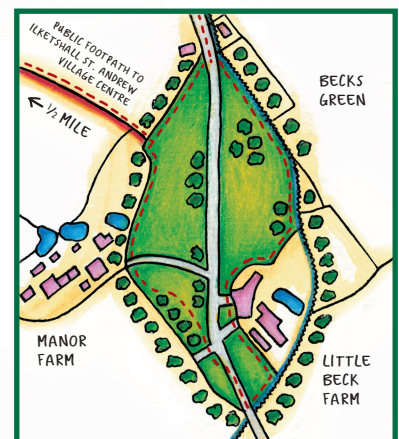 PUBLIC FOOTPATH TO
ILKETSHALL ST. ANDREW
VILLAGE CENTRE
½ MILE
BECKS
GREEN
MANOR
FARM
LITTLE
BECK
FARM